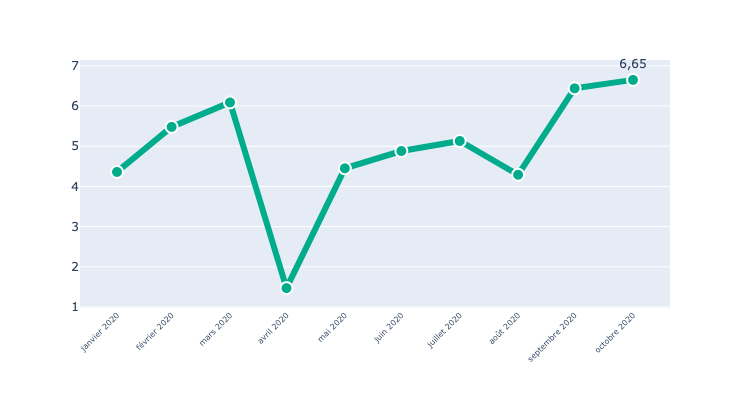 6,65
7
6
5
4
3
2
1
janvier 2020
février 2020
mars 2020
avril 2020
mai 2020
juin 2020
juillet 2020
août 2020
septembre 2020
octobre 2020